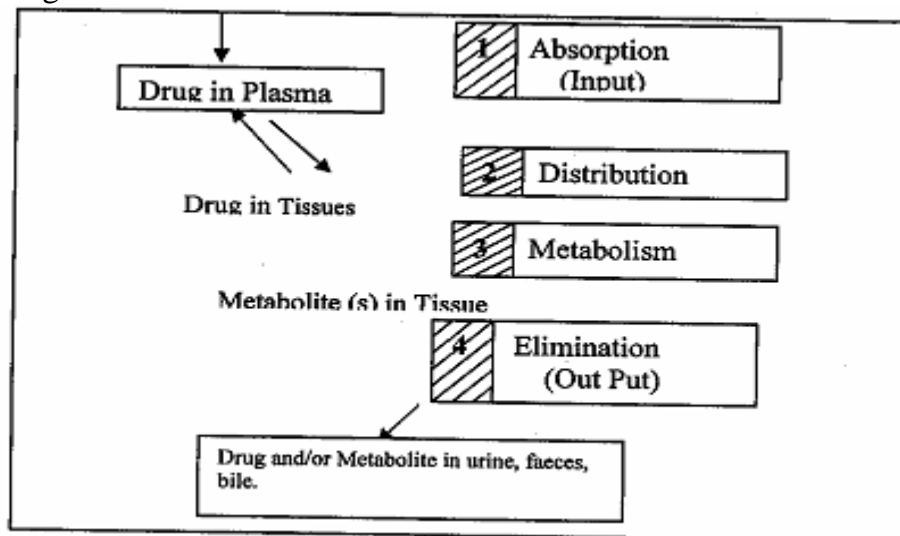 1 Absorption
(Input)
Drug in Plasma
2 Distribution
Drug in Tissues
3 Metabolism
Metabolite (s) in Tissue
4 Elimination
(Out Put)
Drug and/or Metabolite in urine, faeces,
bile.